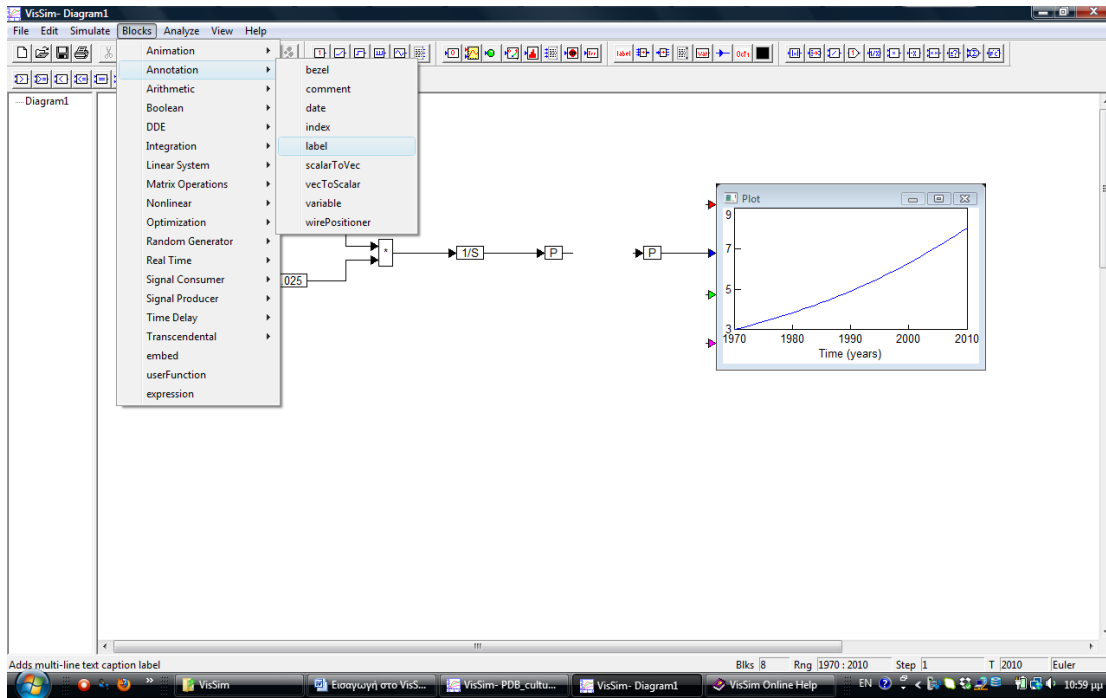 VisSim- Diagram1
File Edit Simulate Blocks Analyze View Help
label
Diagram1
Animation
Annotation
Arithmetic
Boolean
DDE
Integration
Linear System
Matrix Operations
Nonlinear
Optimization
Random Generator
Real Time
Signal Consumer
Signal Producer
Time Delay
Transcendental
embed
userFunction
expression
bezel
comment
date
index
label
scalarToVec
vecToScalar
variable
wirePositioner
.025
*
1/S
P
P
Plot
9
7
5
3
1970 1980 1990 2000 2010
Time (years)
Adds multi-line text caption label
Blks 8 Rng 1970 : 2010 Step 1 T 2010 Euler
VisSim
Εισαγωγή στο VisS...
VisSim- PDB_cultu...
VisSim- Diagram1
VisSim Online Help
EN
10:59 μμ